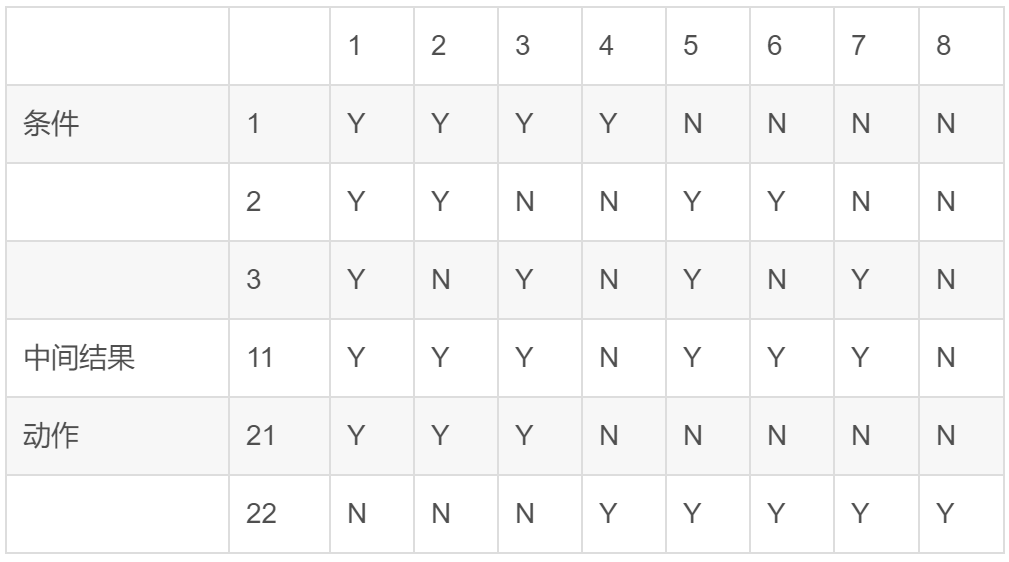 1 2 3 4 5 6 7 8
条件 1 Y Y Y Y N N N N
2 Y Y N N Y Y N N
3 Y N Y N Y N Y N
中间结果 11 Y Y Y N Y Y Y N
动作 21 Y Y Y N N N N N
22 N N N Y Y Y Y Y